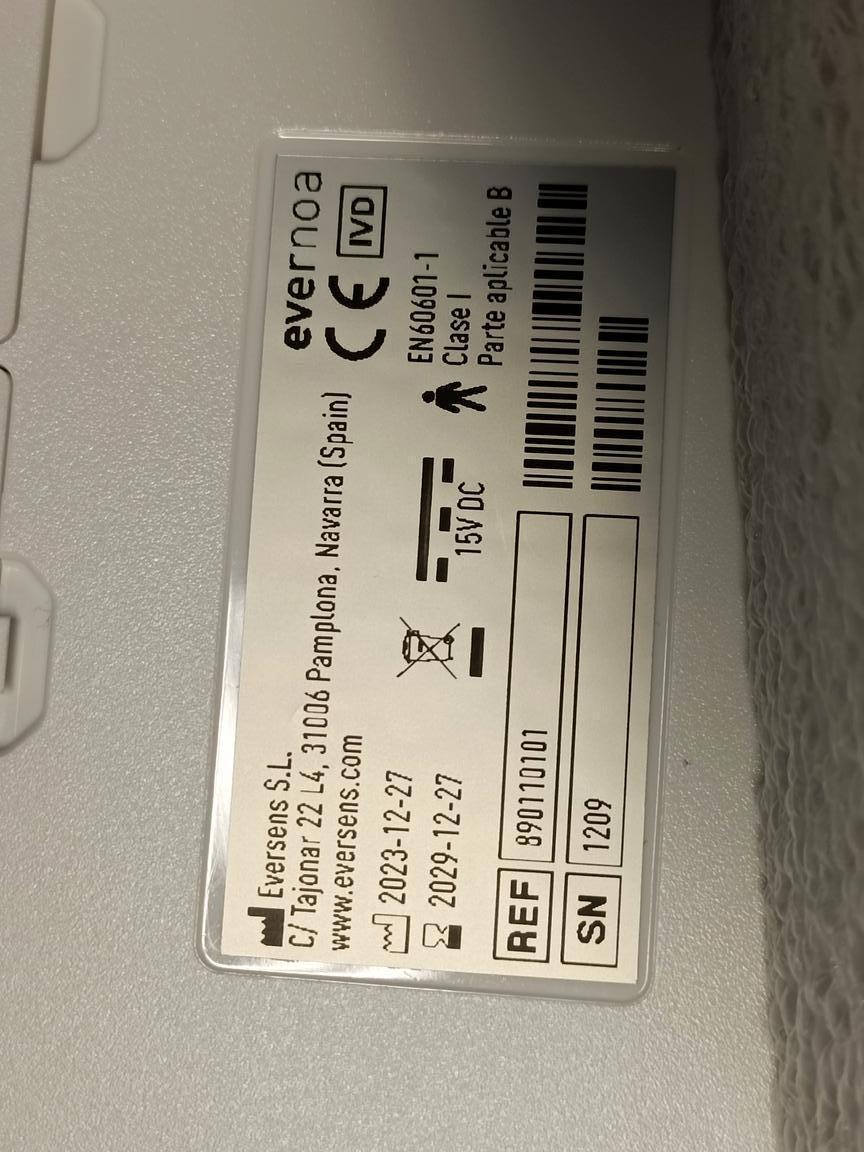 Eversens S.L.
C/ Tajonar 22 L4, 31006 Pamplona, Navarra (Spain)
www.eversens.com
evernoa
CE IVD
2023-12-27
2029-12-27
15V DC
EN60601-1
Clase I
Parte aplicable B
REF 890110101
SN 1209